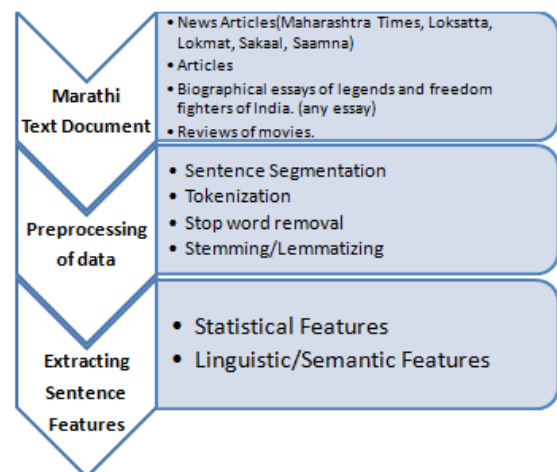 Marathi
Text Document
• News Articles(Maharashtra Times, Loksatta,
Lokmat, Sakaal, Saamna)
• Articles
• Biographical essays of legends and freedom
fighters of India. (any essay)
• Reviews of movies.
Preprocessing
of data
• Sentence Segmentation
• Tokenization
• Stop word removal
• Stemming/Lemmatizing
Extracting
Sentence
Features
• Statistical Features
• Linguistic/Semantic Features